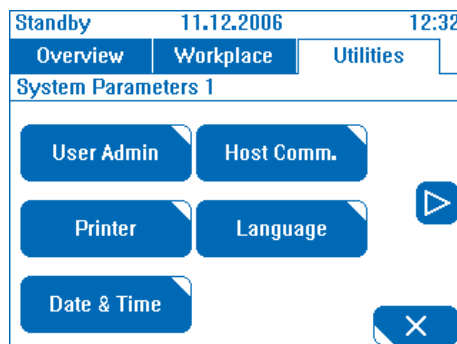 Standby 11.12.2006 12:32
Overview Workplace Utilities
System Parameters 1
User Admin Host Comm.
Printer Language
Date & Time